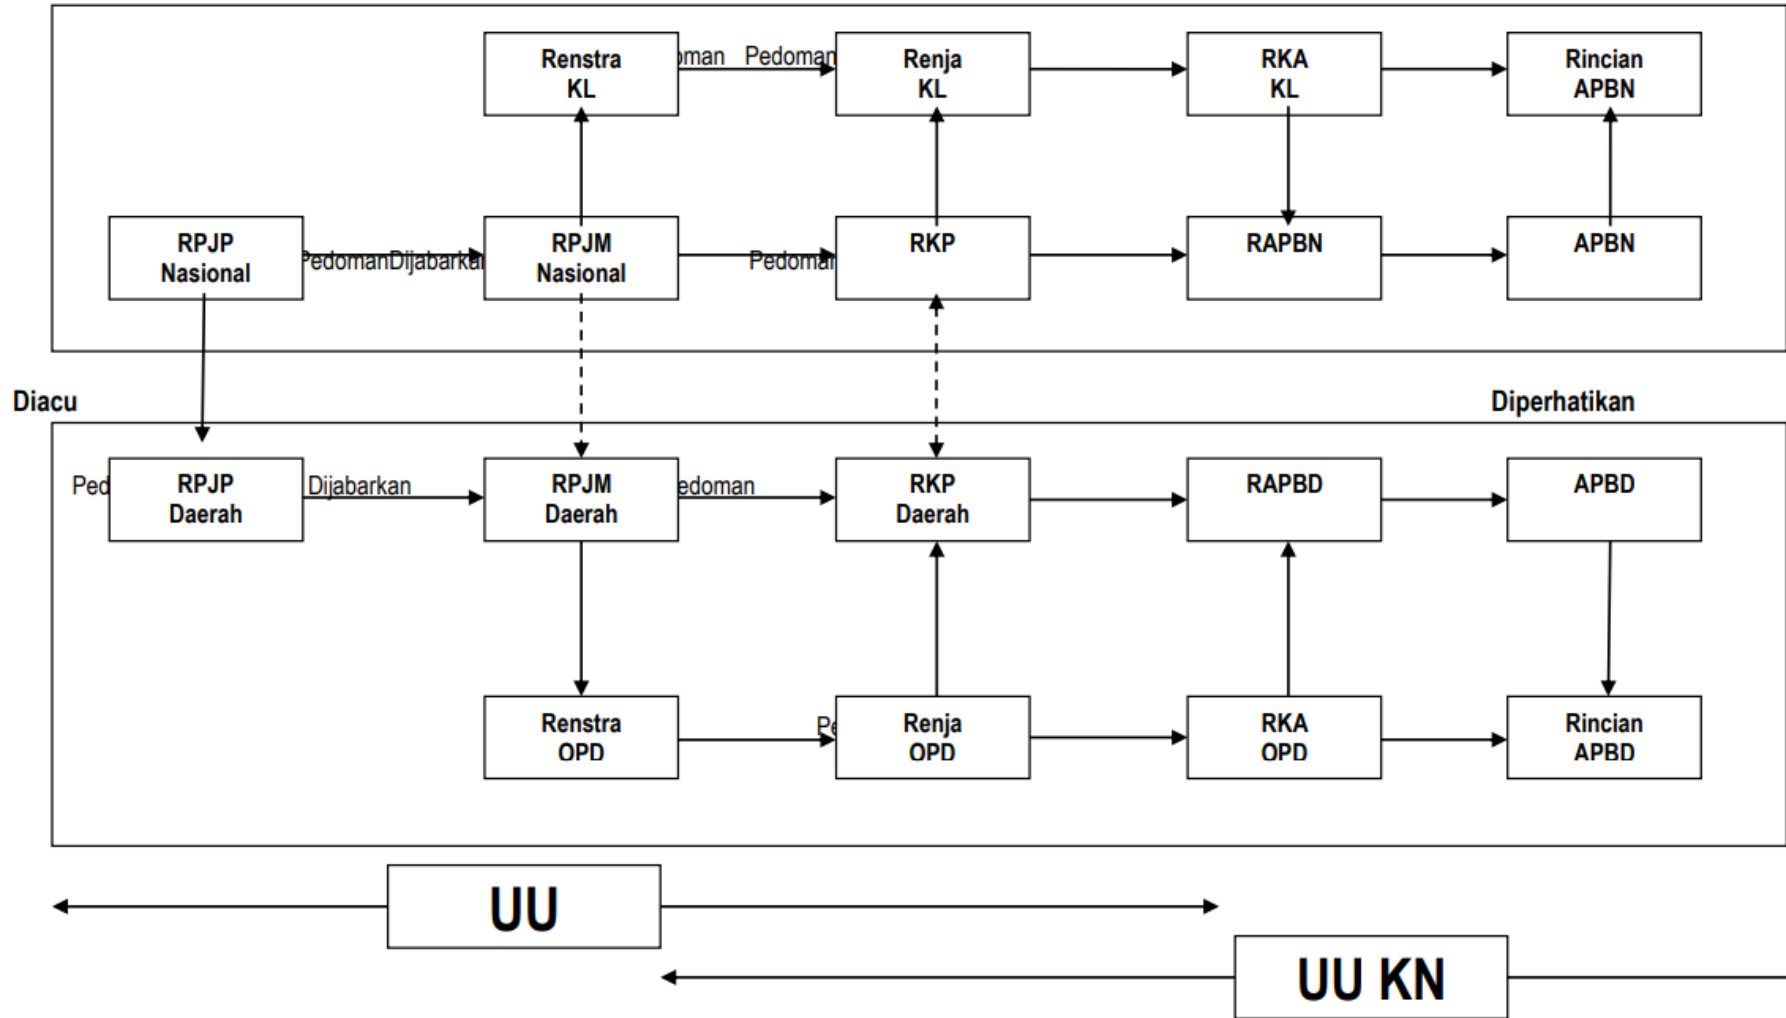 Renstra
KL
Pedoman
Renja
KL
RKA
KL
Rincian
APBN
RPJP
Nasional
PedomanDijabarkan
RPJM
Nasional
Pedoman
RKP
RAPBN
APBN
Diacu
Diperhatikan
RPJP
Daerah
Dijabarkan
RPJM
Daerah
RKP
Daerah
RAPBD
APBD
Renstra
OPD
Renja
OPD
RKA
OPD
Rincian
APBD
UU
UU KN